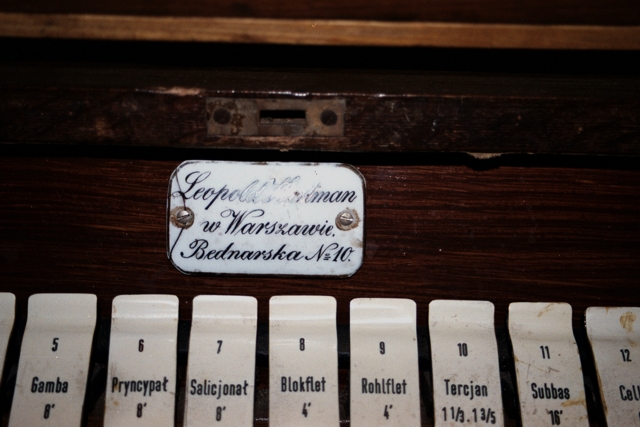 Leopold
w Warszawie.
Bednarska № 10.
5 6 7 8 9 10 11 12
Gamba Pryncypał Salicjonał Blokflet Rohlflet Tercjan Subbas
8' 8' 8' 4' 4' 1 1/3. 1 3/5 16'